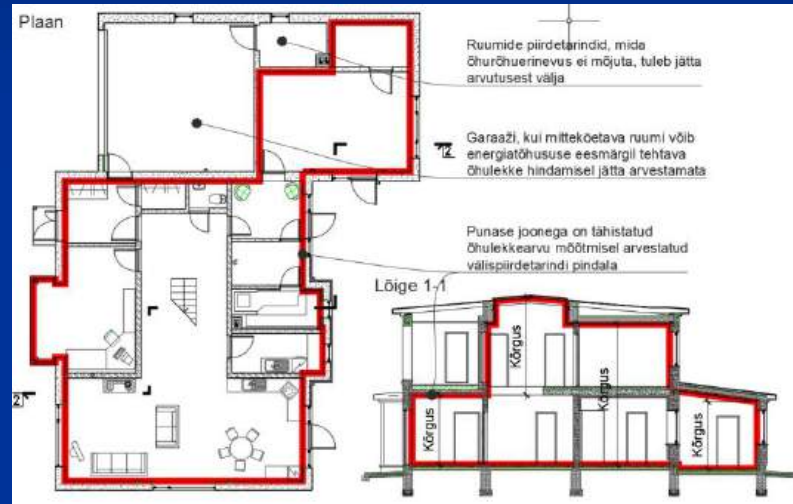 Plaan
Ruumide piirdetarindid, mida
õhurõhuerinevus ei mõjuta, tuleb jätta
arvutusest välja
Garaaži, kui mitteköetava ruumi võib
energiatõhususe eesmärgil tehtava
õhulekke hindamisel jätta arvestamata
2
Punase joonega on tähistatud
õhulekkearvu mõõtmisel arvestatud
välispiirdetarindi pindala
Lõige 1-1
Kõrgus
Kõrgus
Kõrgus
Kõrgus
2